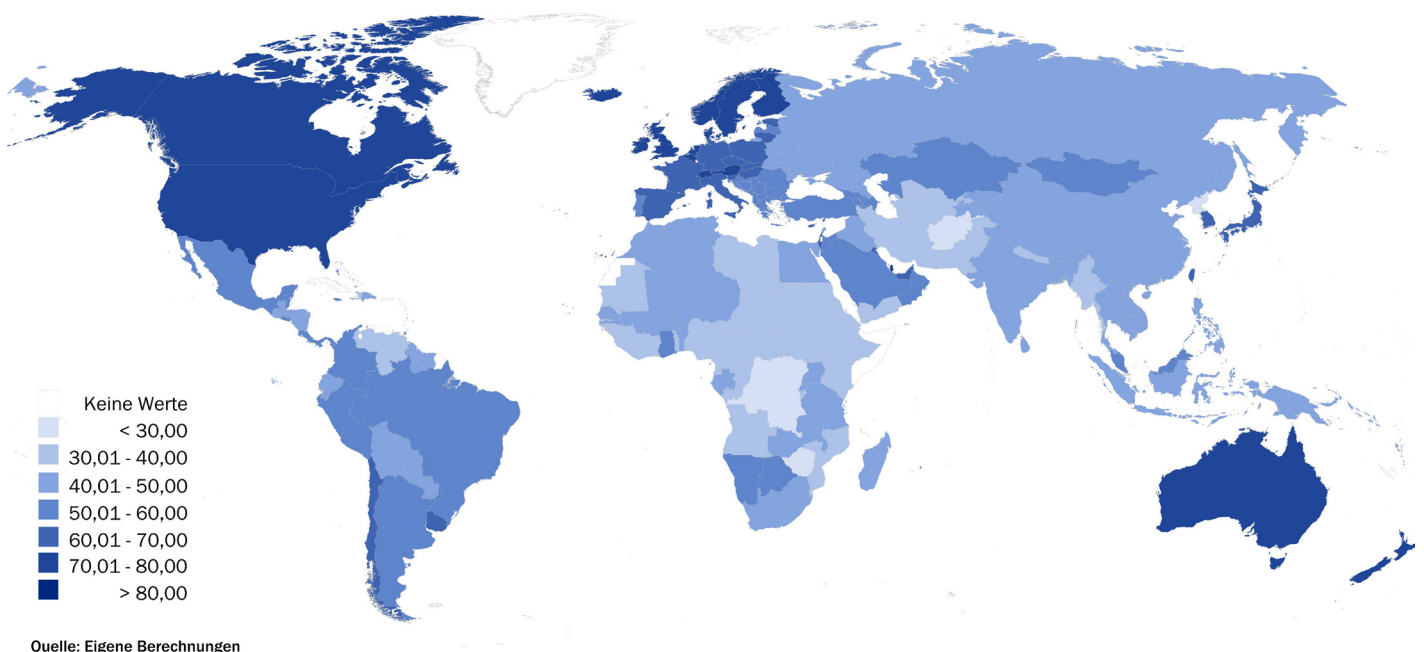 Keine Werte
< 30,00
30,01 - 40,00
40,01 - 50,00
50,01 - 60,00
60,01 - 70,00
70,01 - 80,00
> 80,00
Quelle: Eigene Berechnungen